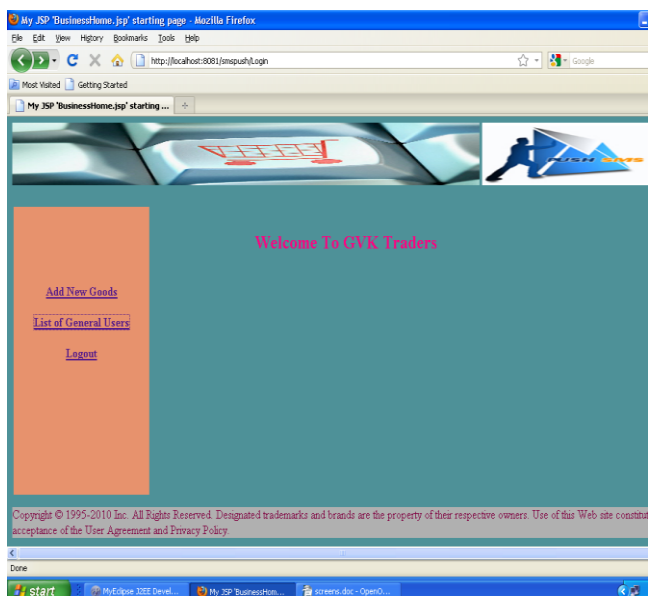 My JSP 'BusinessHome.jsp' starting page - Mozilla Firefox
File Edit View History Bookmarks Tools Help
http://localhost:8081/smspush/Login
Google
Most Visited Getting Started
My JSP 'BusinessHome.jsp' starting ...
PUSH SMS
Welcome To GVK Traders
Add New Goods
List of General Users
Logout
Copyright © 1995-2010 Inc. All Rights Reserved. Designated trademarks and brands are the property of their respective owners. Use of this Web site constitut
acceptance of the User Agreement and Privacy Policy.
Done
start MyEclipse J2EE Devel... My JSP 'BusinessHom... screens.doc - OpenO...